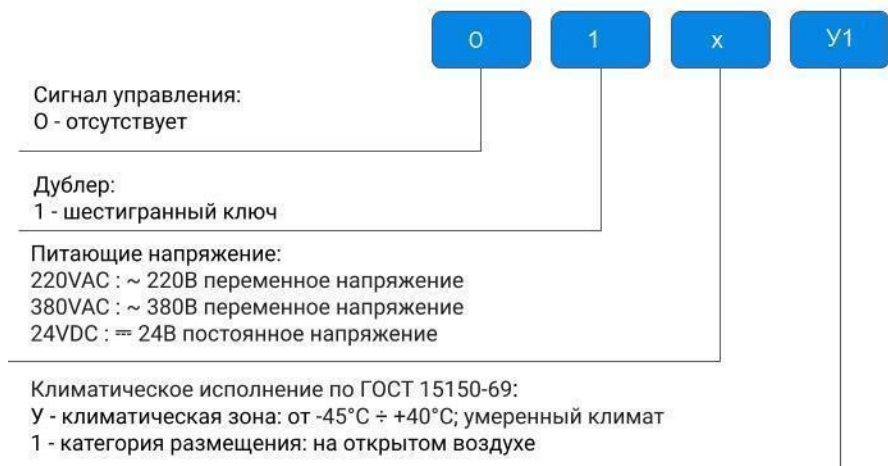 0 1 x У1
Сигнал управления:
О - отсутствует
Дублер:
1 - шестигранный ключ
Питающие напряжение:
220VAC : ~ 220В переменное напряжение
380VAC : ~ 380В переменное напряжение
24VDC : ⎓ 24В постоянное напряжение
Климатическое исполнение по ГОСТ 15150-69:
У - климатическая зона: от -45°C ÷ +40°C; умеренный климат
1 - категория размещения: на открытом воздухе